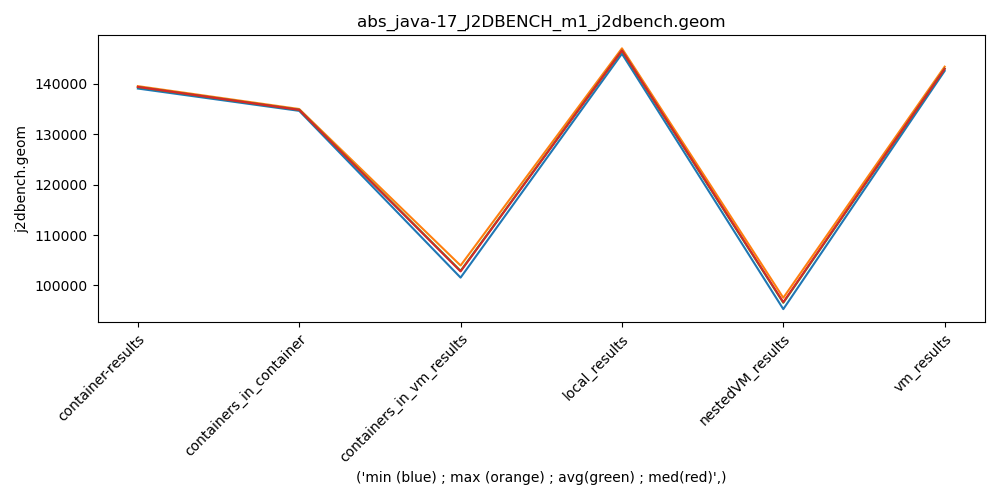 abs_java-17_J2DBENCH_m1_j2dbench.geom
j2dbench.geom
140000
130000
120000
110000
100000
container-results
containers_in_container
containers_in_vm_results
local_results
nestedVM_results
vm_results
('min (blue) ; max (orange) ; avg(green) ; med(red)',)